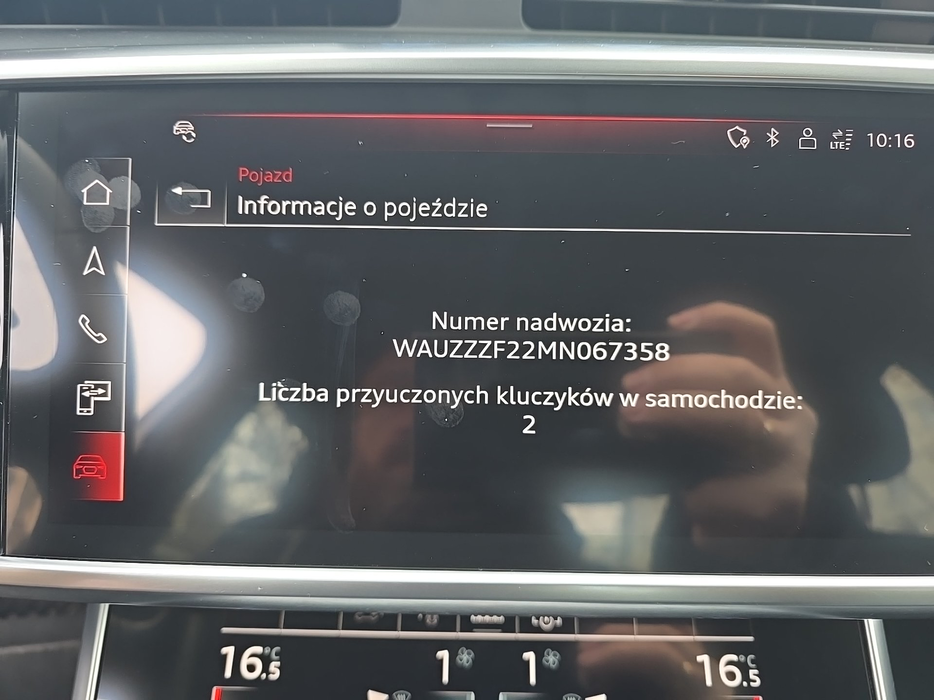 LTE
10:16
Pojazd
Informacje o pojeździe
Numer nadwozia:
WAUZZZF22MN067358
Liczba przyuczonych kluczyków w samochodzie:
2
16.5°C 1 1 16.5°C